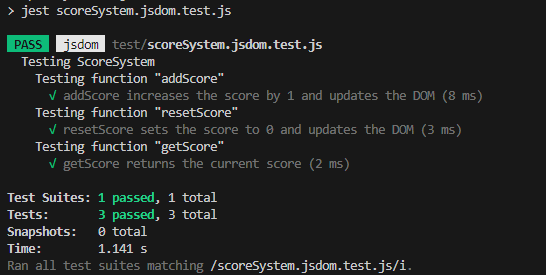 > jest scoreSystem.jsdom.test.js
PASS jsdom test/scoreSystem.jsdom.test.js
Testing ScoreSystem
Testing function "addScore"
√ addScore increases the score by 1 and updates the DOM (8 ms)
Testing function "resetScore"
√ resetScore sets the score to 0 and updates the DOM (3 ms)
Testing function "getScore"
√ getScore returns the current score (2 ms)
Test Suites: 1 passed, 1 total
Tests: 3 passed, 3 total
Snapshots: 0 total
Time: 1.141 s
Ran all test suites matching /scoreSystem.jsdom.test.js/i.